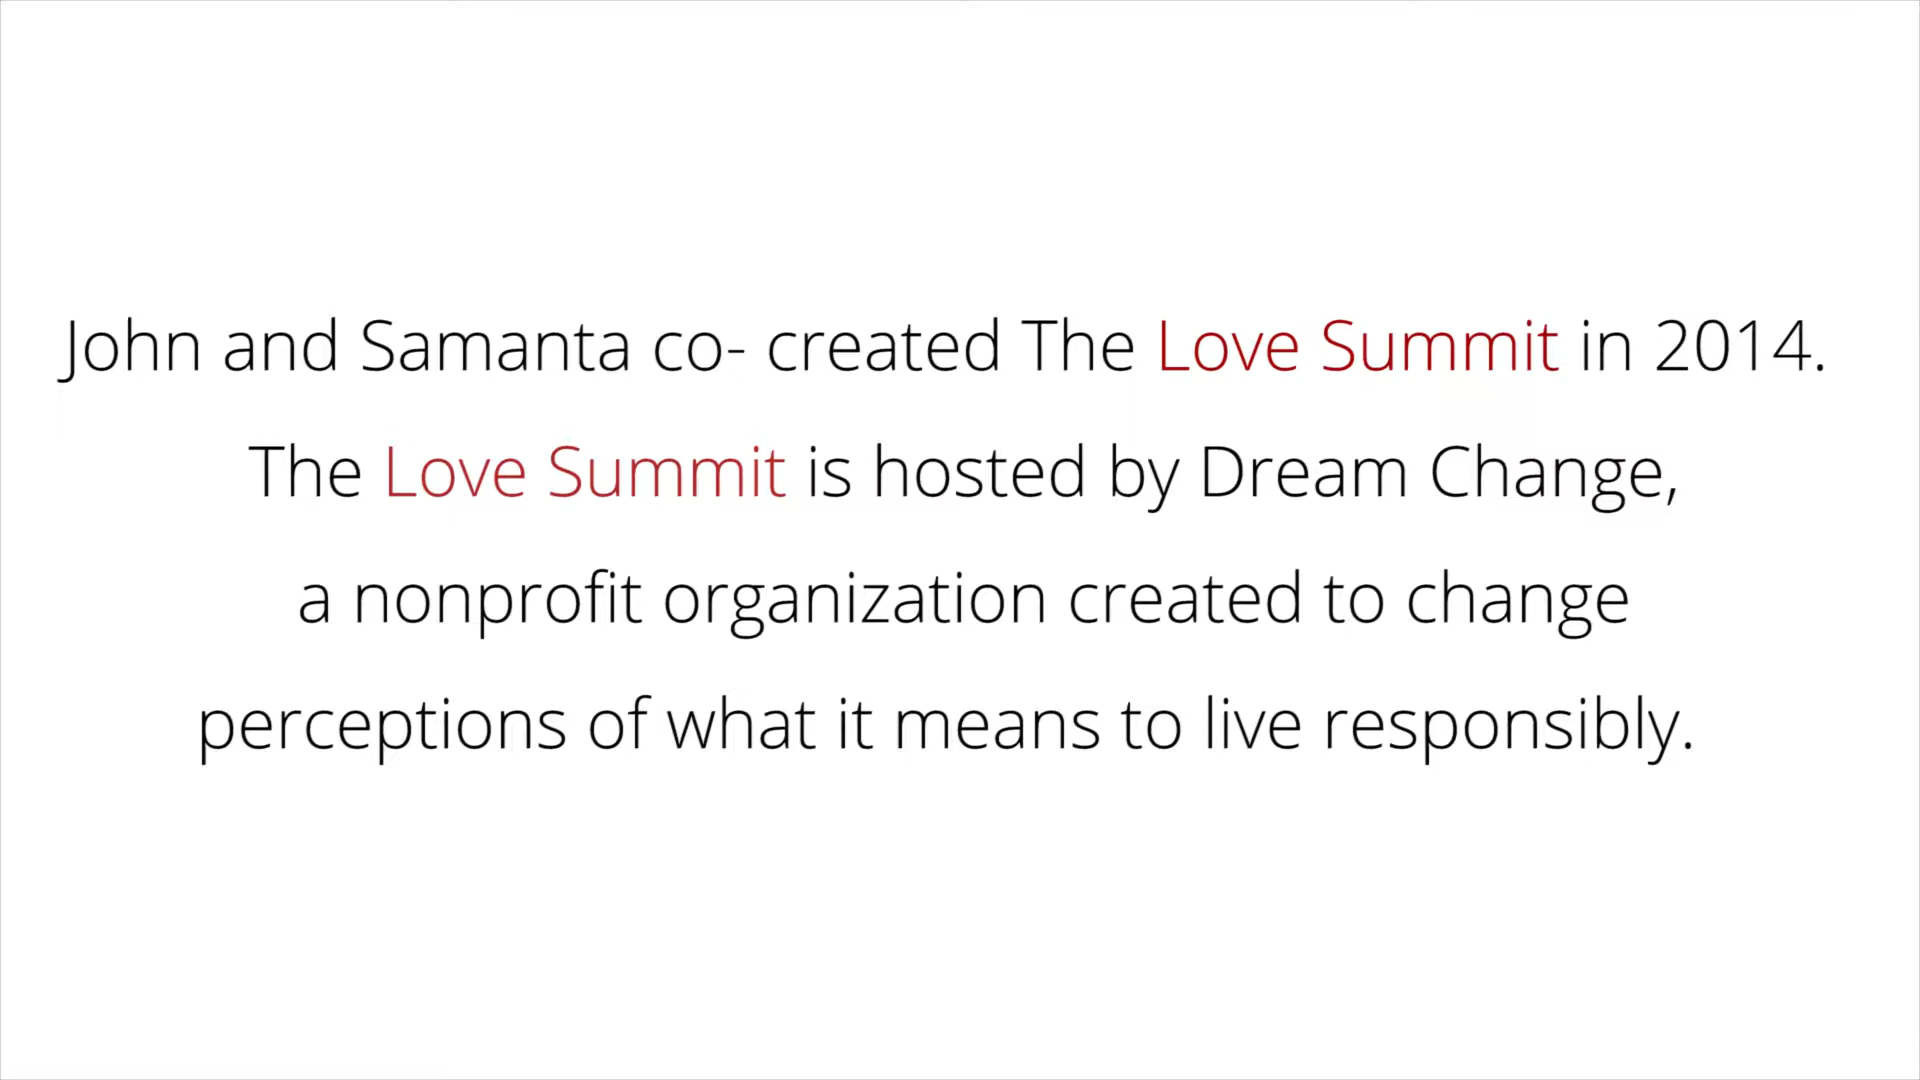 John and Samanta co- created The Love Summit in 2014.
The Love Summit is hosted by Dream Change,
a nonprofit organization created to change
perceptions of what it means to live responsibly.